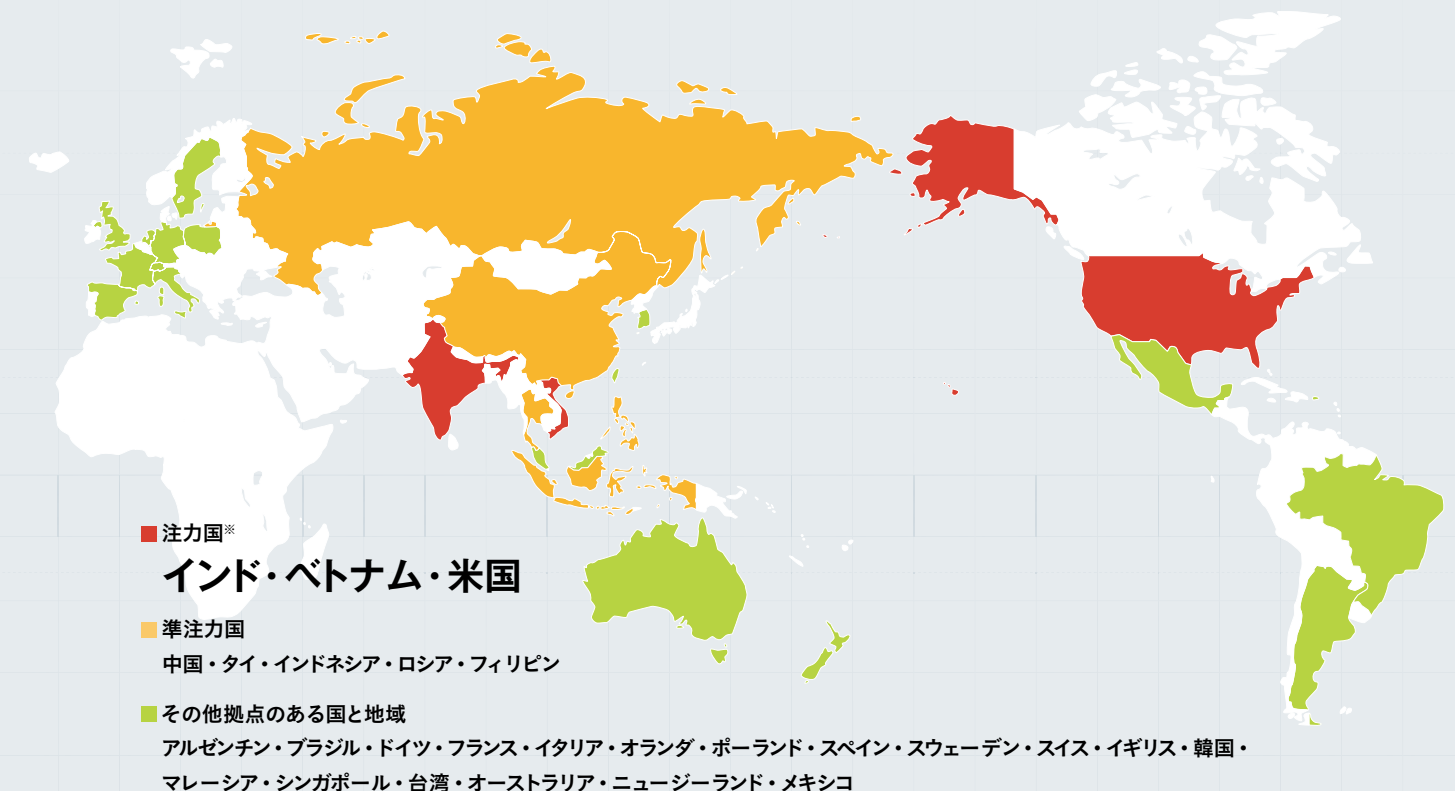 注力国※
インド・ベトナム・米国
準注力国
中国・タイ・インドネシア・ロシア・フィリピン
その他拠点のある国と地域
アルゼンチン・ブラジル・ドイツ・フランス・イタリア・オランダ・ポーランド・スペイン・スウェーデン・スイス・イギリス・韓国・
マレーシア・シンガポール・台湾・オーストラリア・ニュージーランド・メキシコ